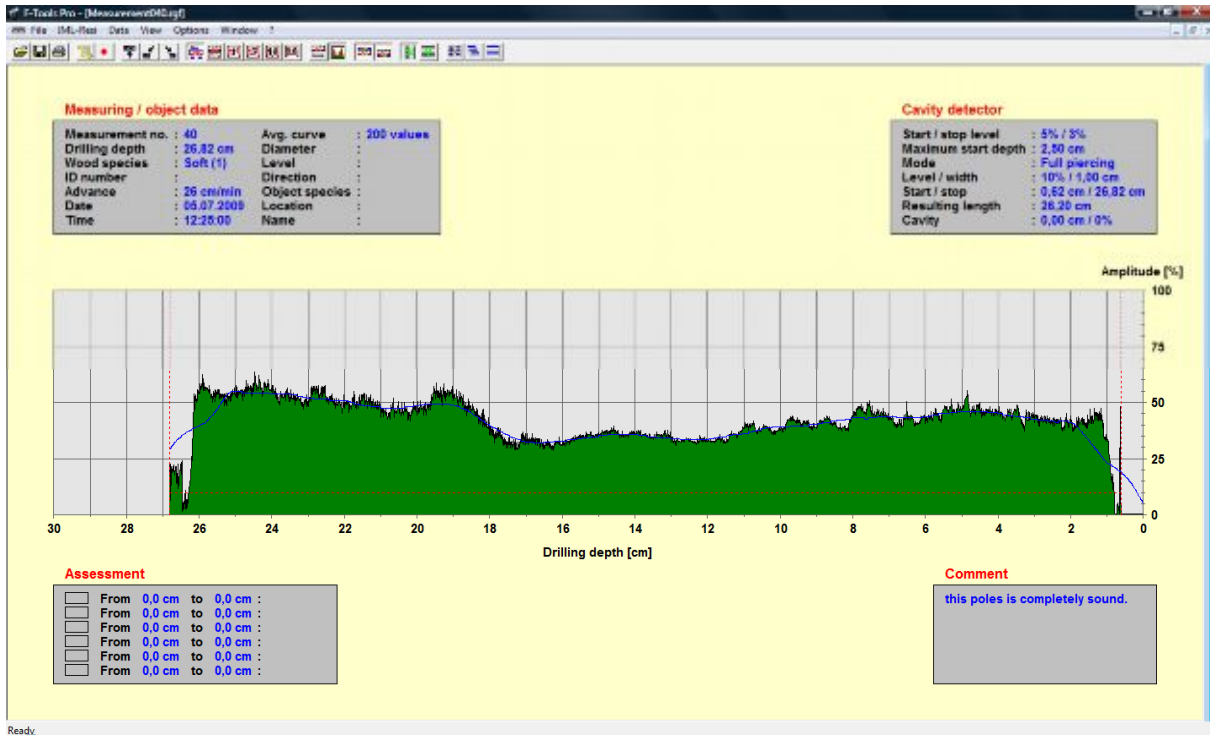 F-Tools Pro - [Measurement040.rgf]
File IML-Resi Data View Options Window ?
Measuring / object data
Measurement no. : 40 Avg. curve : 200 values
Drilling depth : 26,82 cm Diameter :
Wood species : Soft (1) Level :
ID number : Direction :
Advance : 26 cm/min Object species :
Date : 05.07.2009 Location :
Time : 12:25:00 Name :
Cavity detector
Start / stop level : 5% / 3%
Maximum start depth : 2,50 cm
Mode : Full piercing
Level / width : 10% / 1,00 cm
Start / stop : 0,62 cm / 26,82 cm
Resulting length : 26,20 cm
Cavity : 0,00 cm / 0%
Amplitude [%]
100
75
50
25
0
30 28 26 24 22 20 18 16 14 12 10 8 6 4 2 0
Drilling depth [cm]
Assessment
From 0,0 cm to 0,0 cm :
From 0,0 cm to 0,0 cm :
From 0,0 cm to 0,0 cm :
From 0,0 cm to 0,0 cm :
From 0,0 cm to 0,0 cm :
From 0,0 cm to 0,0 cm :
Comment
this poles is completely sound.
Ready